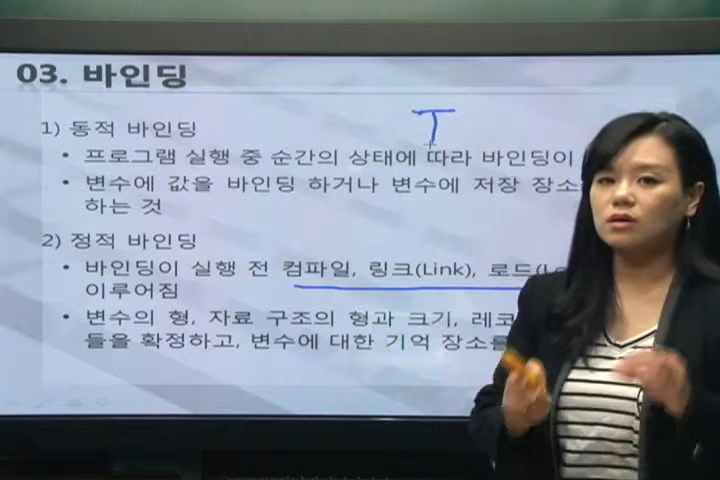 03. 바인딩
T
1) 동적 바인딩
• 프로그램 실행 중 순간의 상태에 따라 바인딩이
• 변수에 값을 바인딩 하거나 변수에 저장 장소
하는 것
2) 정적 바인딩
• 바인딩이 실행 전 컴파일, 링크(Link), 로드(Lo
이루어짐
• 변수의 형, 자료 구조의 형과 크기, 레코
들을 확정하고, 변수에 대한 기억 장소를